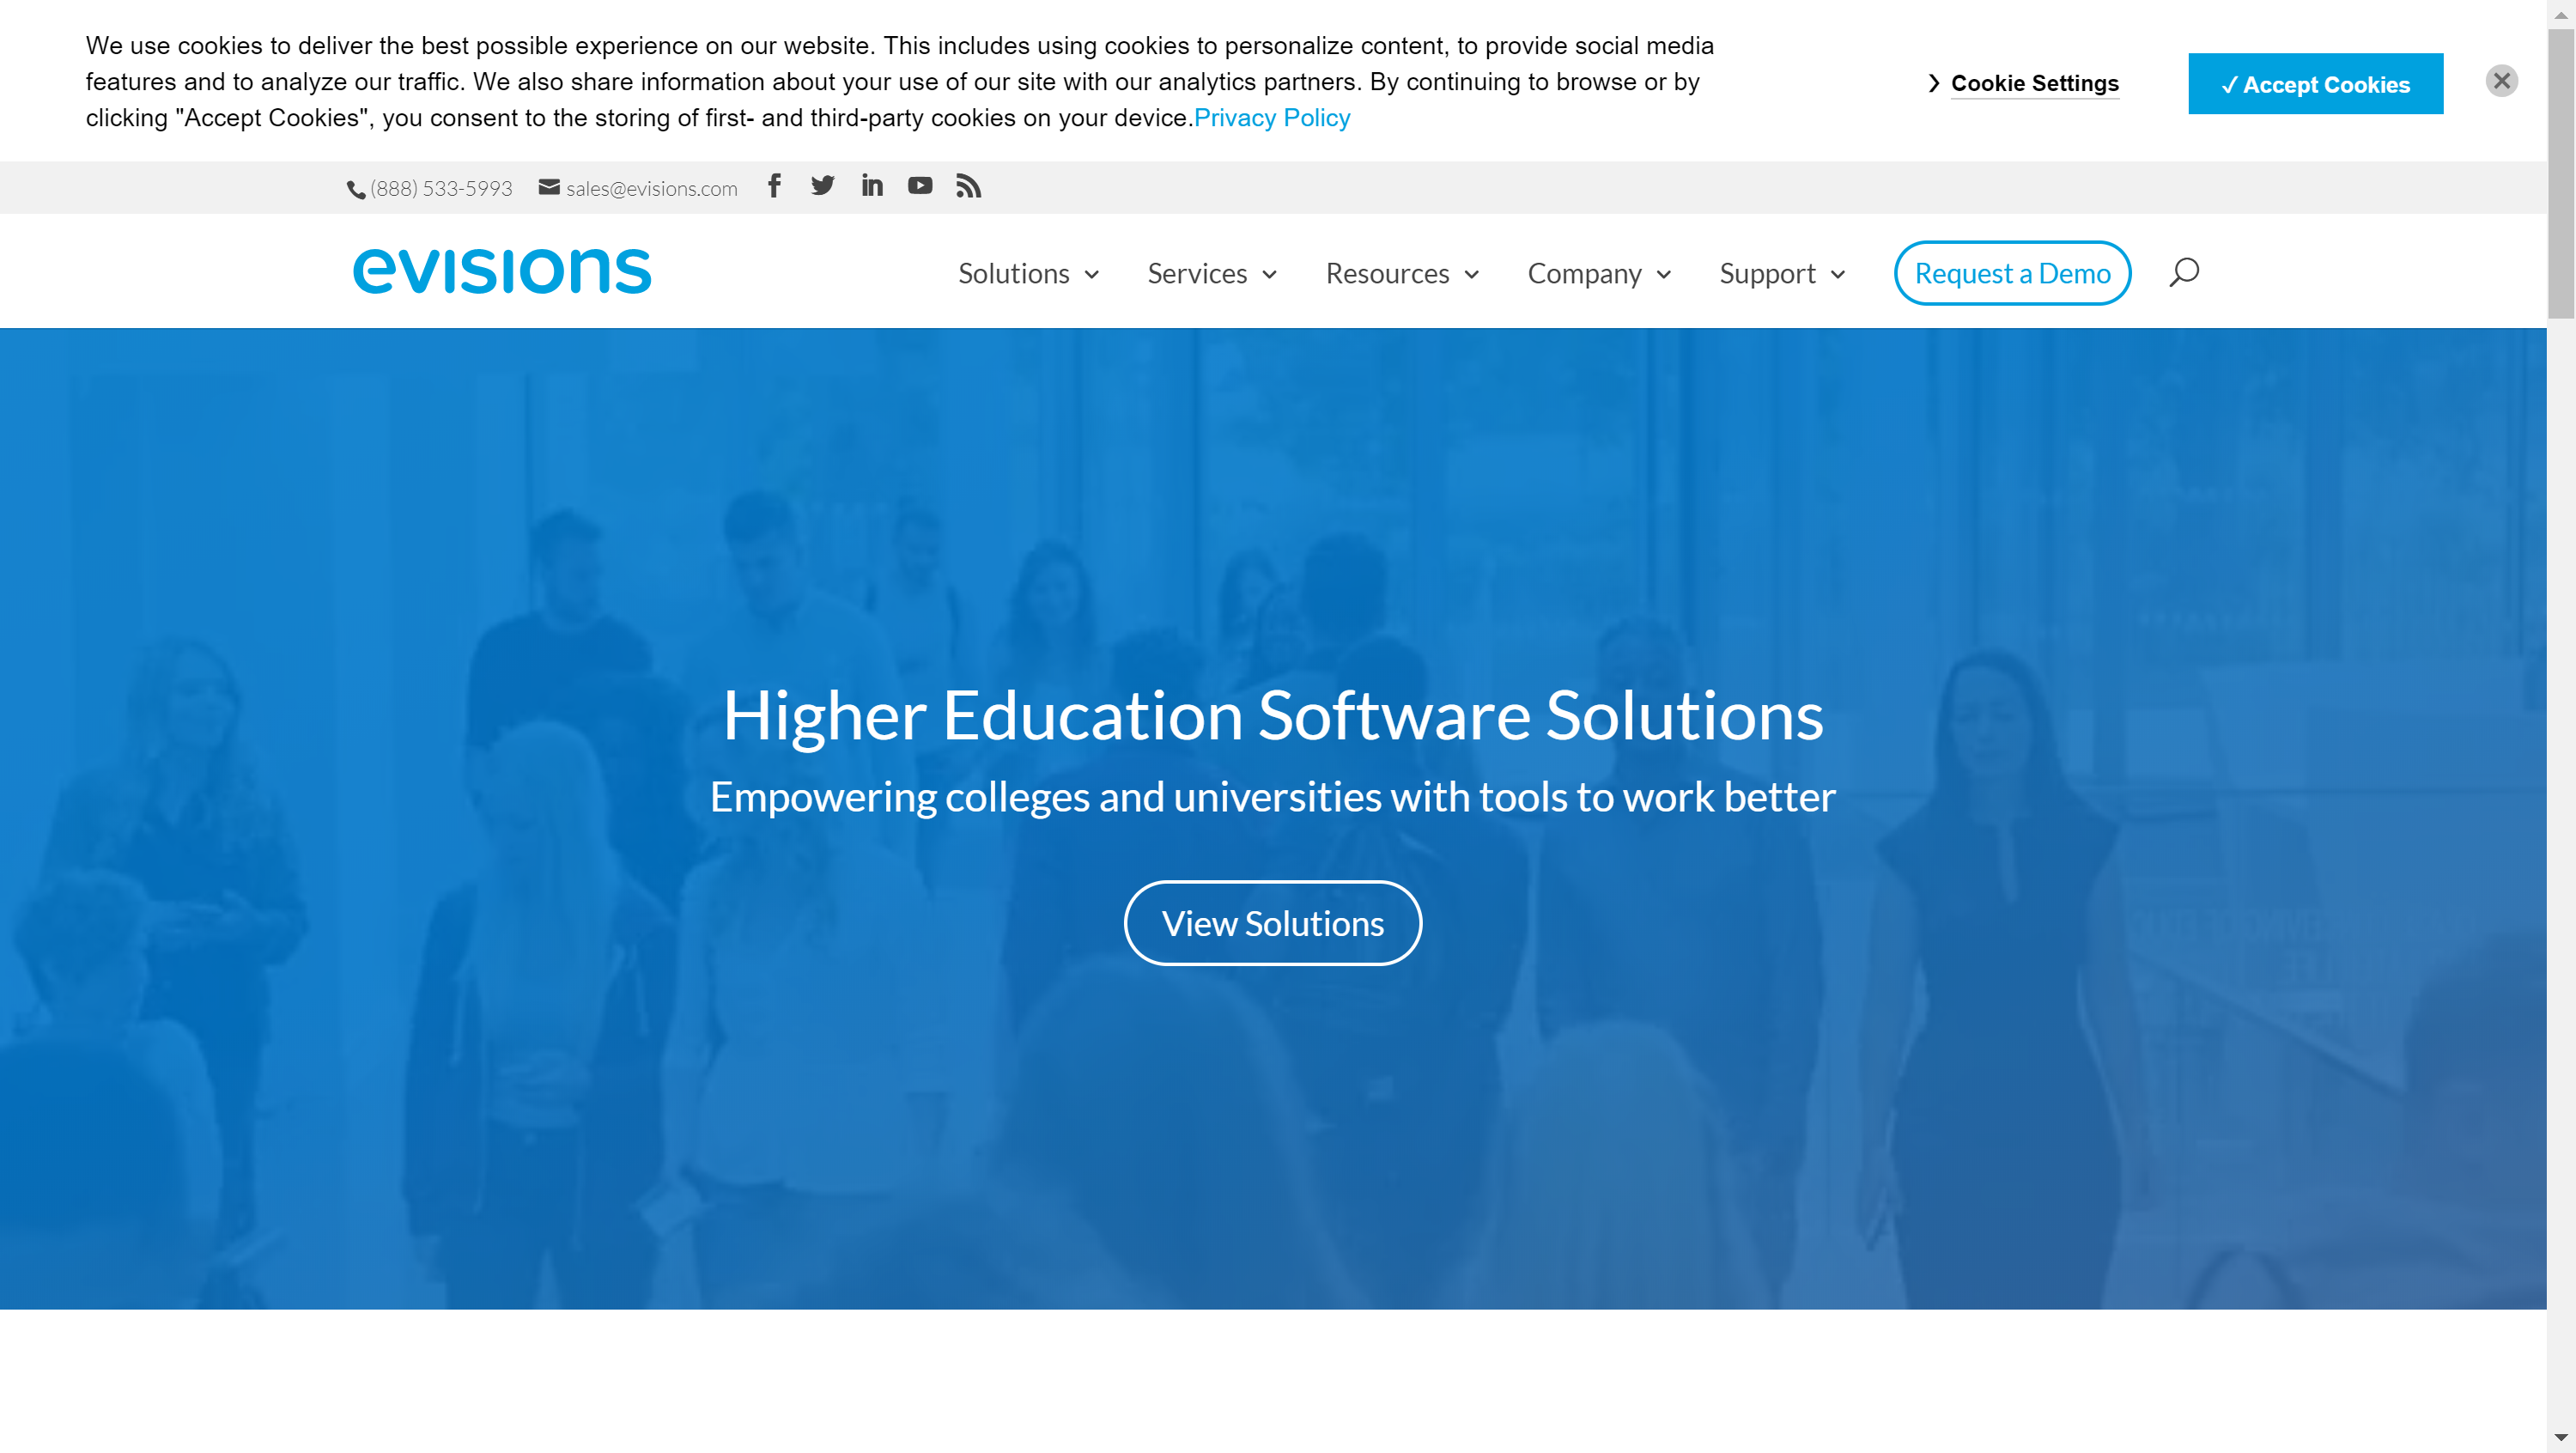 We use cookies to deliver the best possible experience on our website. This includes using cookies to personalize content, to provide social media
features and to analyze our traffic. We also share information about your use of our site with our analytics partners. By continuing to browse or by
clicking "Accept Cookies", you consent to the storing of first- and third-party cookies on your device.Privacy Policy
Cookie Settings
✓ Accept Cookies
(888) 533-5993
sales@evisions.com
evisions
Solutions
Services
Resources
Company
Support
Request a Demo
Higher Education Software Solutions
Empowering colleges and universities with tools to work better
View Solutions